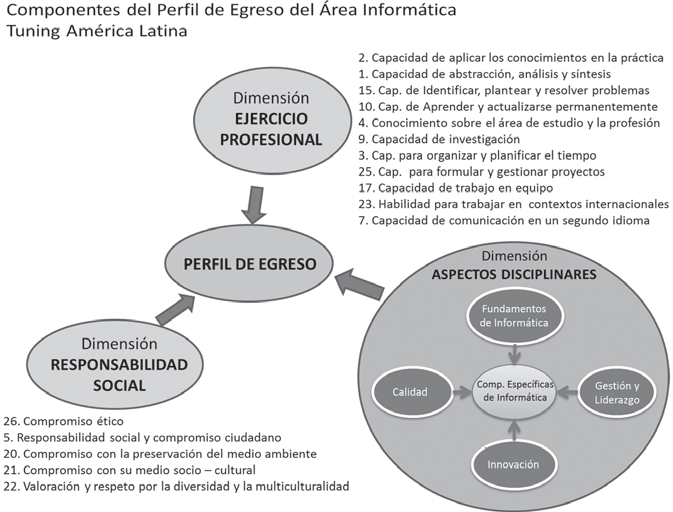 Componentes del Perfil de Egreso del Área Informática
Tuning América Latina
Dimensión
EJERCICIO
PROFESIONAL
2. Capacidad de aplicar los conocimientos en la práctica
1. Capacidad de abstracción, análisis y síntesis
15. Cap. de Identificar, plantear y resolver problemas
10. Cap. de Aprender y actualizarse permanentemente
4. Conocimiento sobre el área de estudio y la profesión
9. Capacidad de investigación
3. Cap. para organizar y planificar el tiempo
25. Cap. para formular y gestionar proyectos
17. Capacidad de trabajo en equipo
23. Habilidad para trabajar en contextos internacionales
7. Capacidad de comunicación en un segundo idioma
PERFIL DE EGRESO
Dimensión
ASPECTOS DISCIPLINARES
Fundamentos
de Informática
Calidad
Comp. Específicas
de Informática
Gestión y
Liderazgo
Innovación
Dimensión
RESPONSABILIDAD
SOCIAL
26. Compromiso ético
5. Responsabilidad social y compromiso ciudadano
20. Compromiso con la preservación del medio ambiente
21. Compromiso con su medio socio – cultural
22. Valoración y respeto por la diversidad y la multiculturalidad